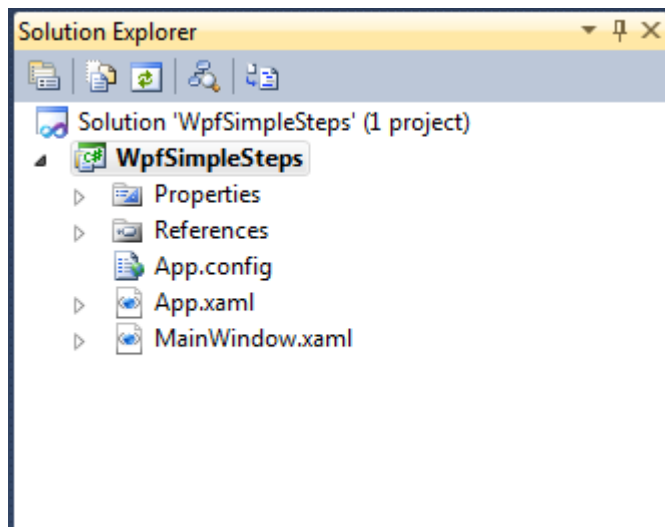 Solution Explorer
Solution 'WpfSimpleSteps' (1 project)
C# WpfSimpleSteps
Properties
References
App.config
App.xaml
MainWindow.xaml